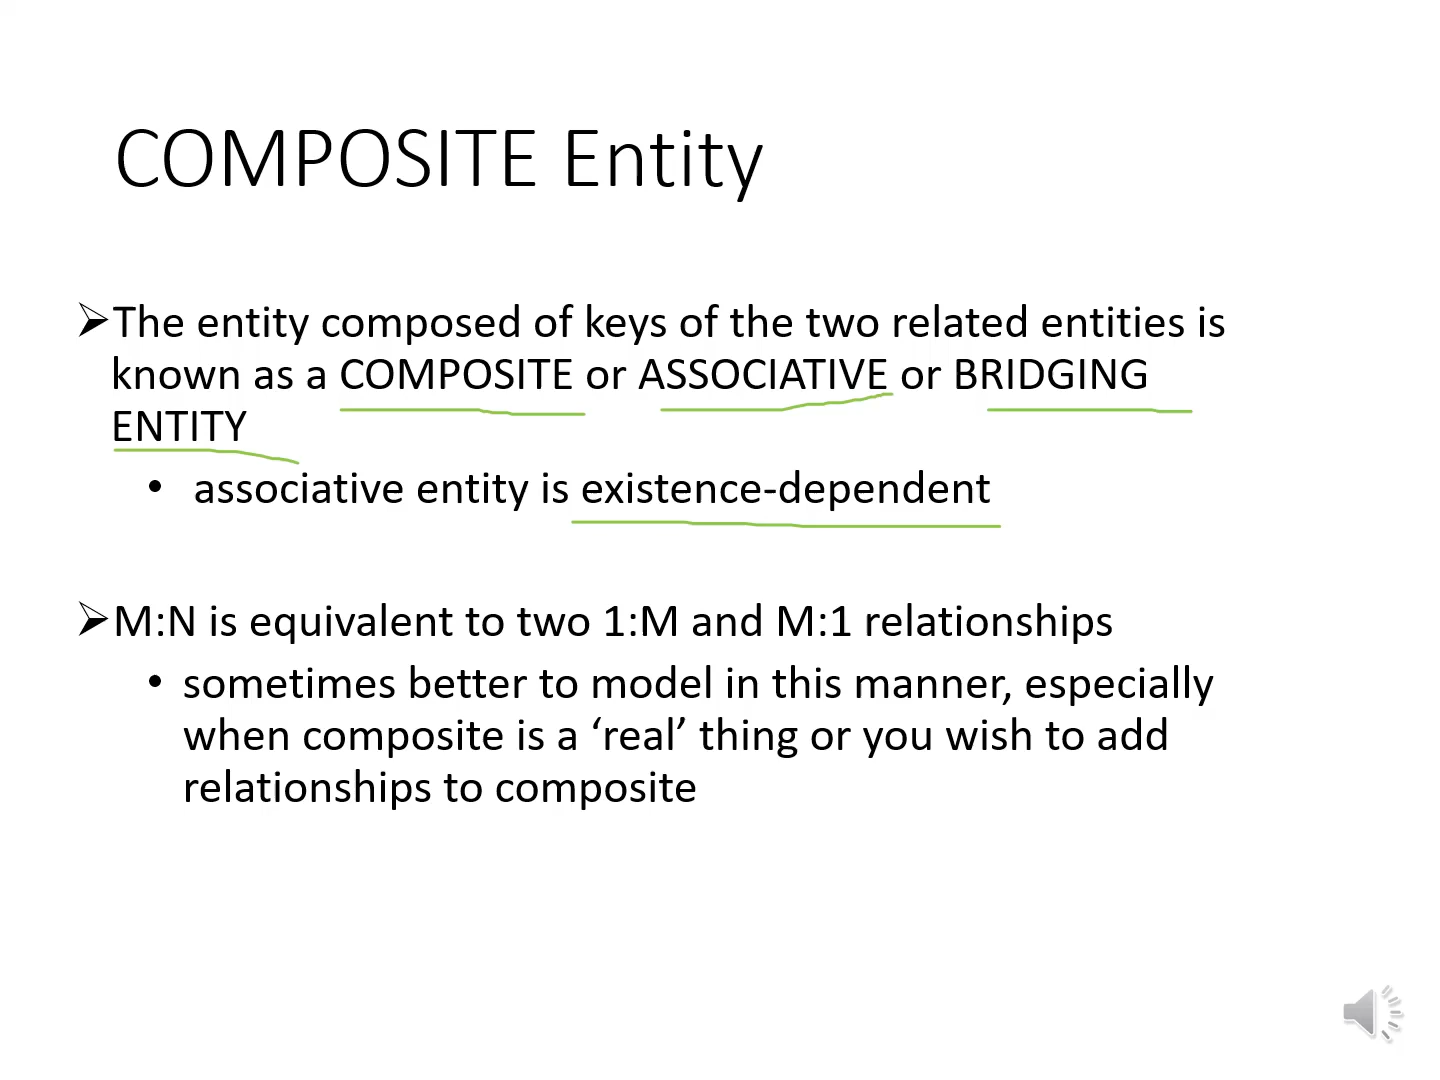 COMPOSITE Entity
➢The entity composed of keys of the two related entities is
known as a COMPOSITE or ASSOCIATIVE or BRIDGING
ENTITY
• associative entity is existence-dependent
➢M:N is equivalent to two 1:M and M:1 relationships
• sometimes better to model in this manner, especially
when composite is a ‘real’ thing or you wish to add
relationships to composite